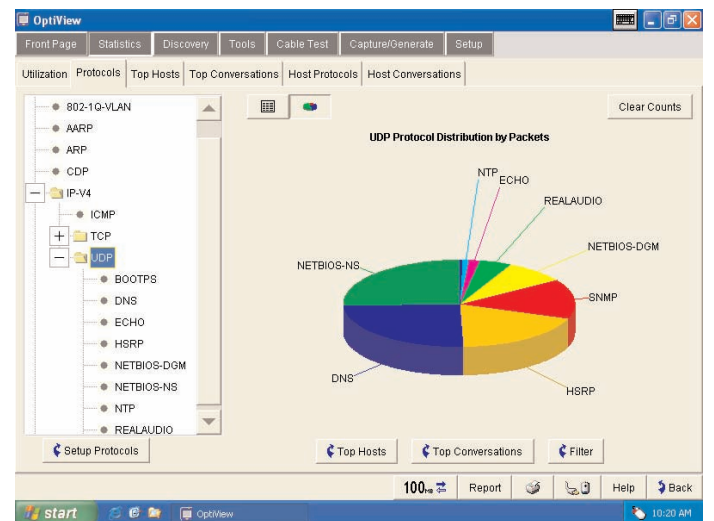 OptiView
Front Page Statistics Discovery Tools Cable Test Capture/Generate Setup
Utilization Protocols Top Hosts Top Conversations Host Protocols Host Conversations
802-1Q-VLAN
AARP
ARP
CDP
IP-V4
ICMP
TCP
UDP
BOOTPS
DNS
ECHO
HSRP
NETBIOS-DGM
NETBIOS-NS
NTP
REALAUDIO
Setup Protocols
Clear Counts
UDP Protocol Distribution by Packets
NTP
ECHO
REALAUDIO
NETBIOS-DGM
NETBIOS-NS
SNMP
DNS
HSRP
Top Hosts Top Conversations Filter
100MB Report Help Back
start OptiView 10:20 AM